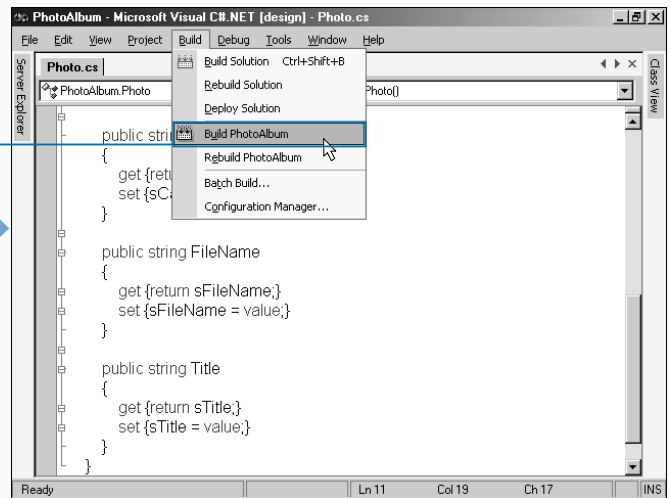 PhotoAlbum - Microsoft Visual C#.NET [design] - Photo.cs
File Edit View Project Build Debug Tools Window Help
Server Explorer
Photo.cs
Class View
PhotoAlbum.Photo
Photo()
Build Solution Ctrl+Shift+B
Rebuild Solution
Deploy Solution
Build PhotoAlbum
Rebuild PhotoAlbum
Batch Build...
Configuration Manager...
public
{
get
set
}
public string FileName
{
get {return sFileName;}
set {sFileName = value;}
}
public string Title
{
get {return sTitle;}
set {sTitle = value;}
}
}
Ready Ln 11 Col 19 Ch 17 INS